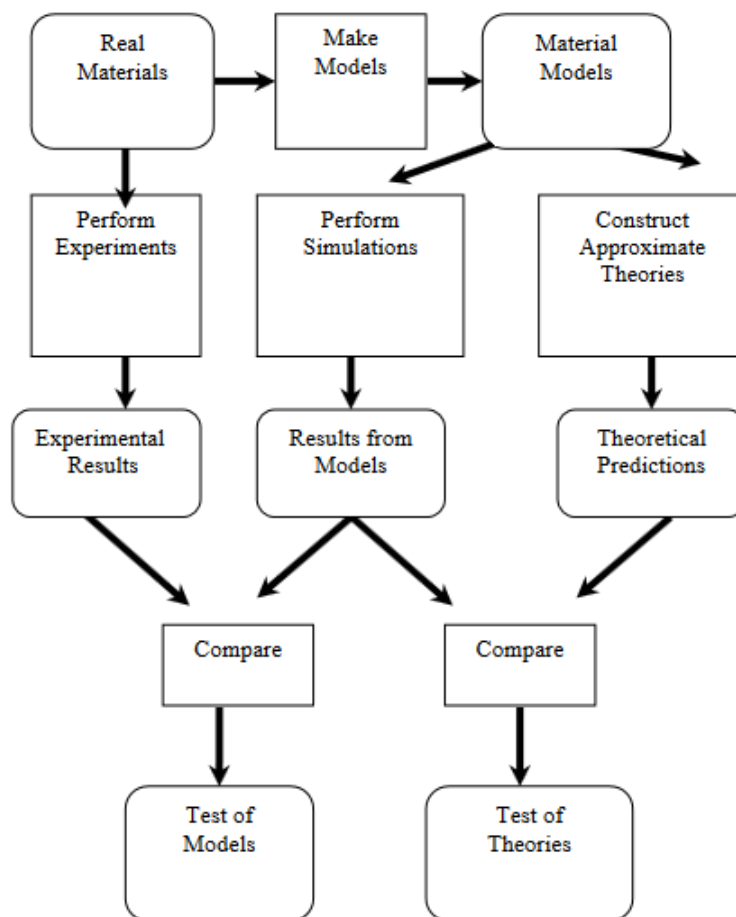 Real
Materials
Make
Models
Material
Models
Perform
Experiments
Perform
Simulations
Construct
Approximate
Theories
Experimental
Results
Results from
Models
Theoretical
Predictions
Compare
Compare
Test of
Models
Test of
Theories